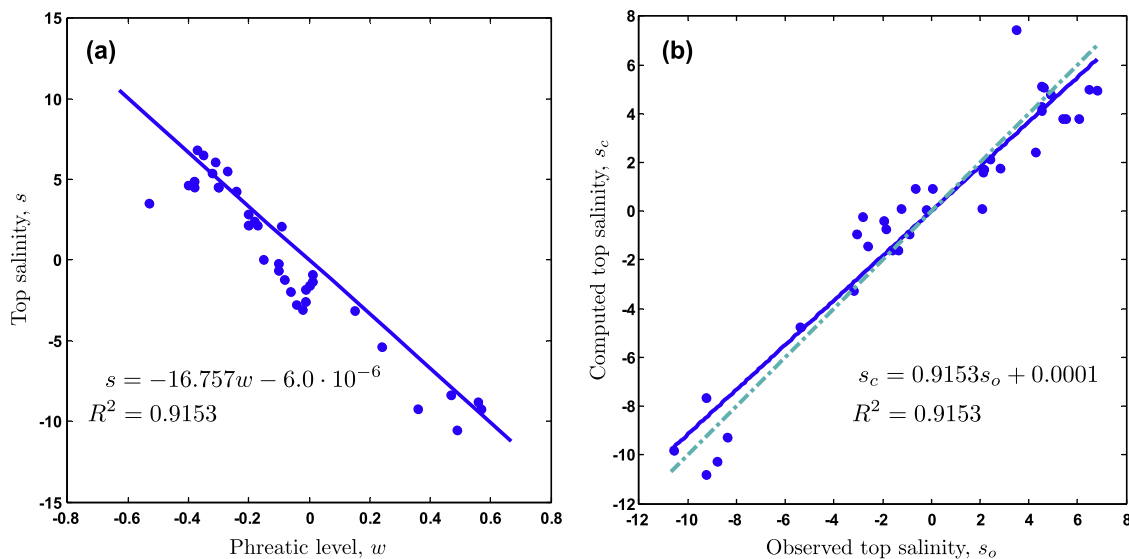 (a)
15
10
5
0
-5
-10
-15
-0.8 -0.6 -0.4 -0.2 0 0.2 0.4 0.6 0.8
Top salinity, s
Phreatic level, w
s = −16.757w − 6.0 · 10⁻⁶
R² = 0.9153
(b)
8
6
4
2
0
-2
-4
-6
-8
-10
-12
-12 -10 -8 -6 -4 -2 0 2 4 6 8
Computed top salinity, s_c
Observed top salinity, s_o
s_c = 0.9153s_o + 0.0001
R² = 0.9153